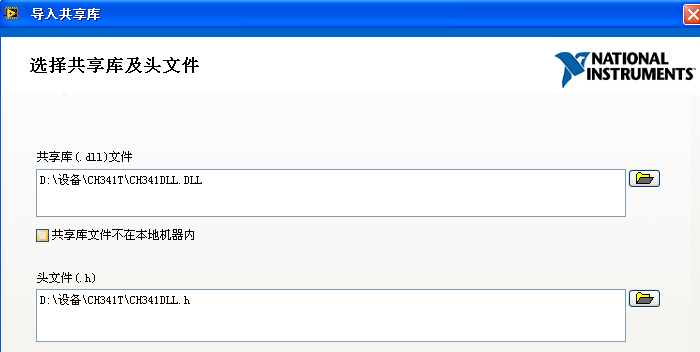 导入共享库
选择共享库及头文件
NATIONAL
INSTRUMENTS
共享库(.dll)文件
D:\设备\CH341T\CH341DLL.DLL
共享库文件不在本地机器内
头文件(.h)
D:\设备\CH341T\CH341DLL.h